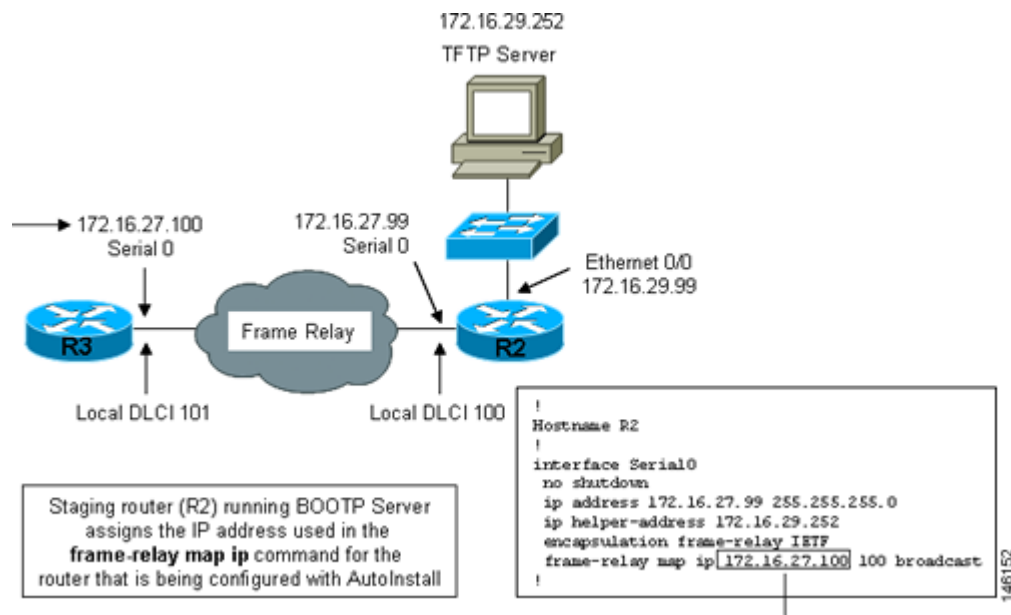 172.16.29.252
TFTP Server
172.16.27.100
Serial 0
172.16.27.99
Serial 0
Ethernet 0/0
172.16.29.99
R3
Frame Relay
R2
Local DLCI 101
Local DLCI 100
Staging router (R2) running BOOTP Server
assigns the IP address used in the
frame-relay map ip command for the
router that is being configured with AutoInstall
!
Hostname R2
!
interface Serial0
no shutdown
ip address 172.16.27.99 255.255.255.0
ip helper-address 172.16.29.252
encapsulation frame-relay IETF
frame-relay map ip 172.16.27.100 100 broadcast
!
146152